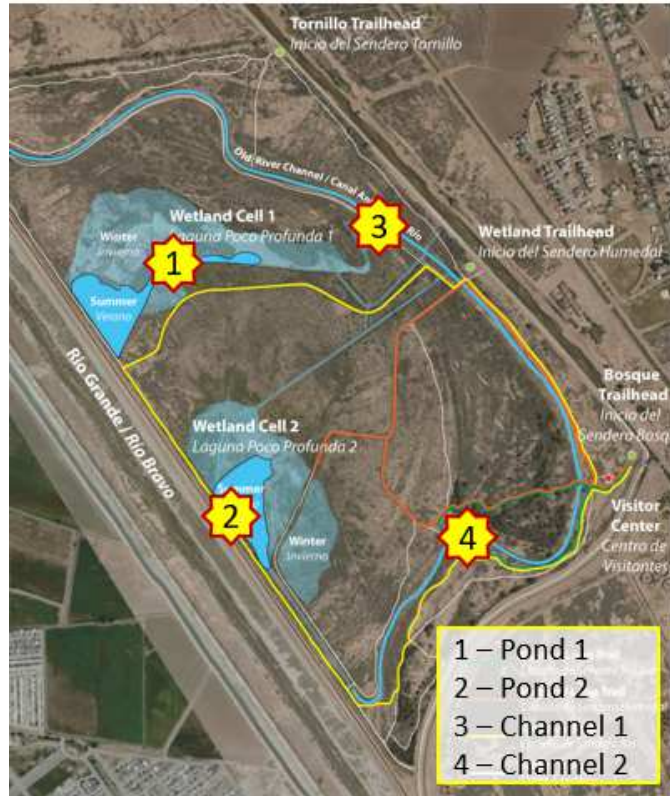 Tornillo Trailhead
Inicio del Sendero Tornillo
Old River Channel / Canal An
Río
3
Wetland Cell 1
Laguna Poco Profunda 1
Winter
Invierno
1
Wetland Trailhead
Inicio del Sendero Humedal
Summer
Verano
Río Grande / Río Bravo
Bosque
Trailhead
Inicio del
Sendero Bosq
Wetland Cell 2
Laguna Poco Profunda 2
2
Winter
Invierno
4
Visitor
Center
Centro de
Visitantes
1 – Pond 1
2 – Pond 2
3 – Channel 1
4 – Channel 2